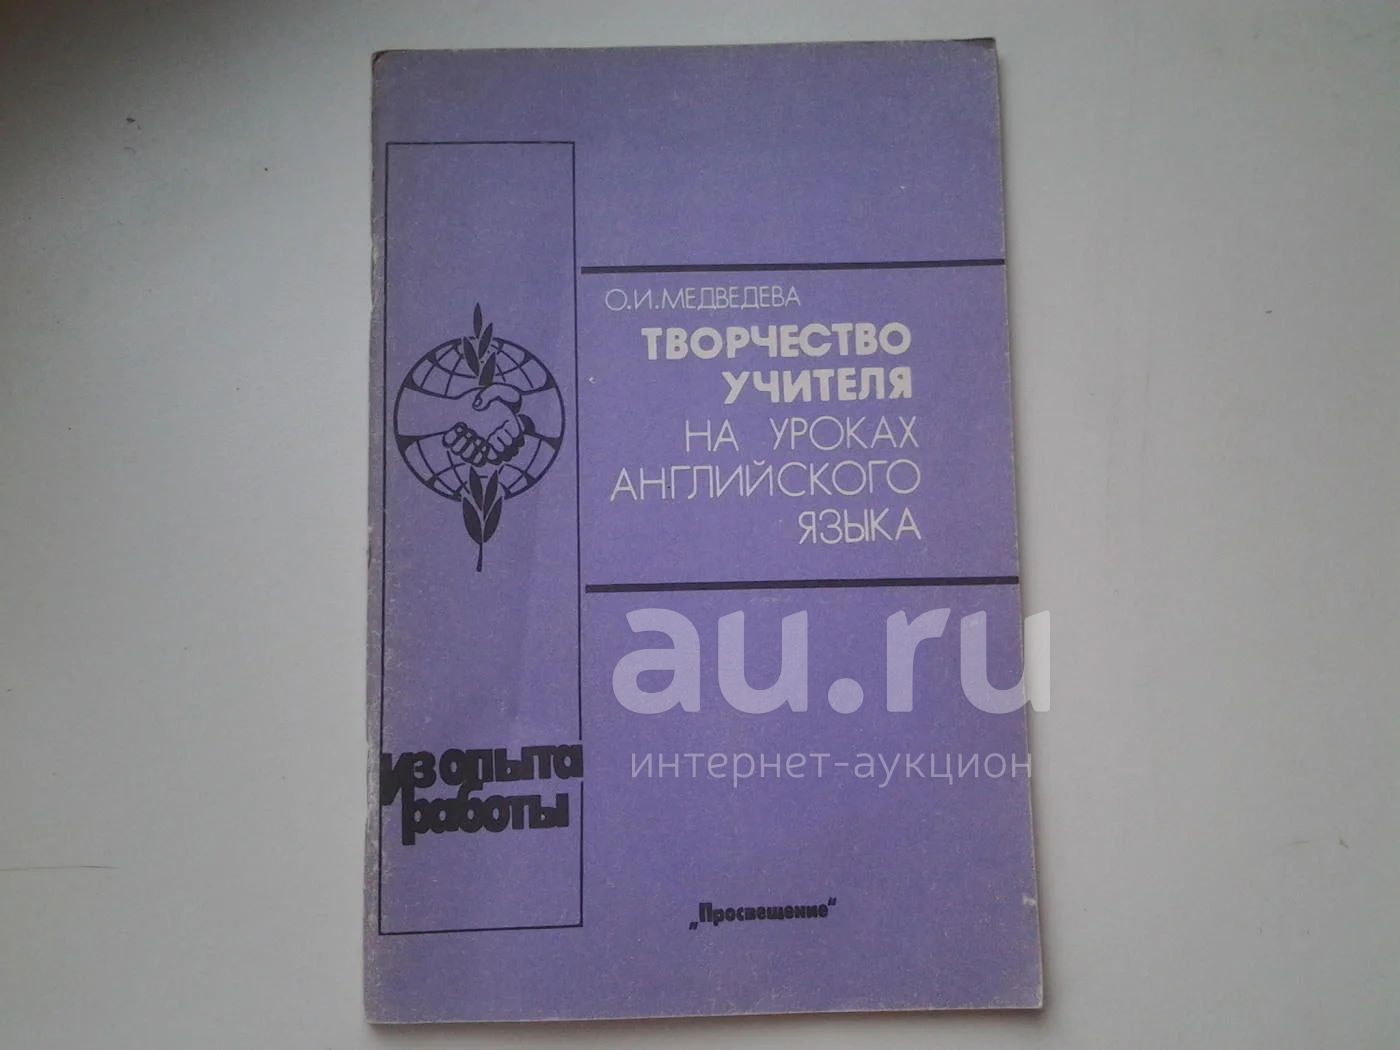 О.И.МЕДВЕДЕВА
ТВОРЧЕСТВО
УЧИТЕЛЯ
НА УРОКАХ
АНГЛИЙСКОГО
ЯЗЫКА
au.ru
интернет-аукцион
из опыта
работы
„Просвещение“